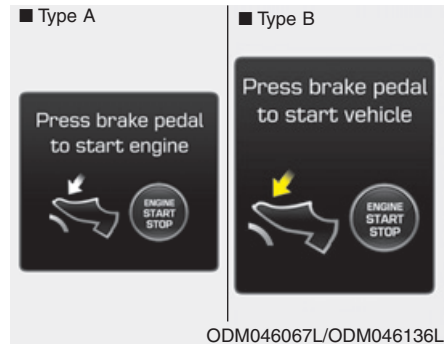 ■ Type A
Press brake pedal
to start engine
ENGINE
START
STOP
■ Type B
Press brake pedal
to start vehicle
ENGINE
START
STOP
ODM046067L/ODM046136L